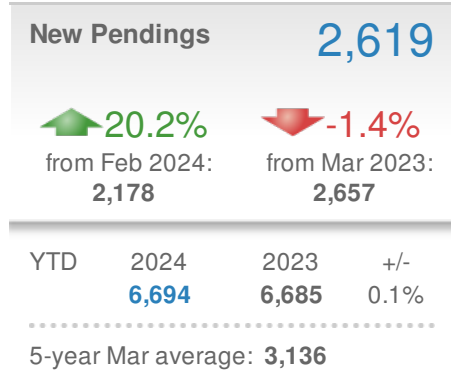 New Pendings 2,619
20.2% -1.4%
from Feb 2024: from Mar 2023:
2,178 2,657
YTD 2024 2023 +/-
6,694 6,685 0.1%
5-year Mar average: 3,136